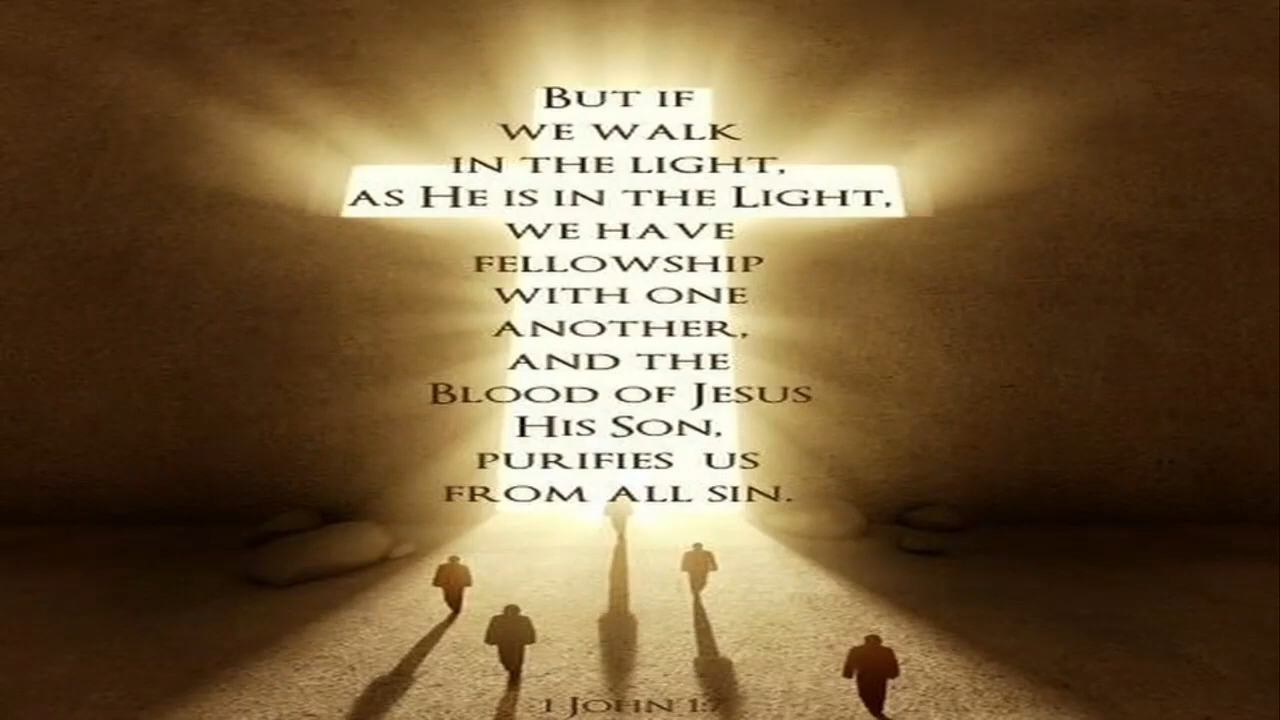 But if
we walk
in the light,
as He is in the Light,
we have
fellowship
with one
another,
and the
Blood of Jesus
His Son,
purifies us
from all sin.
1 John 1:7